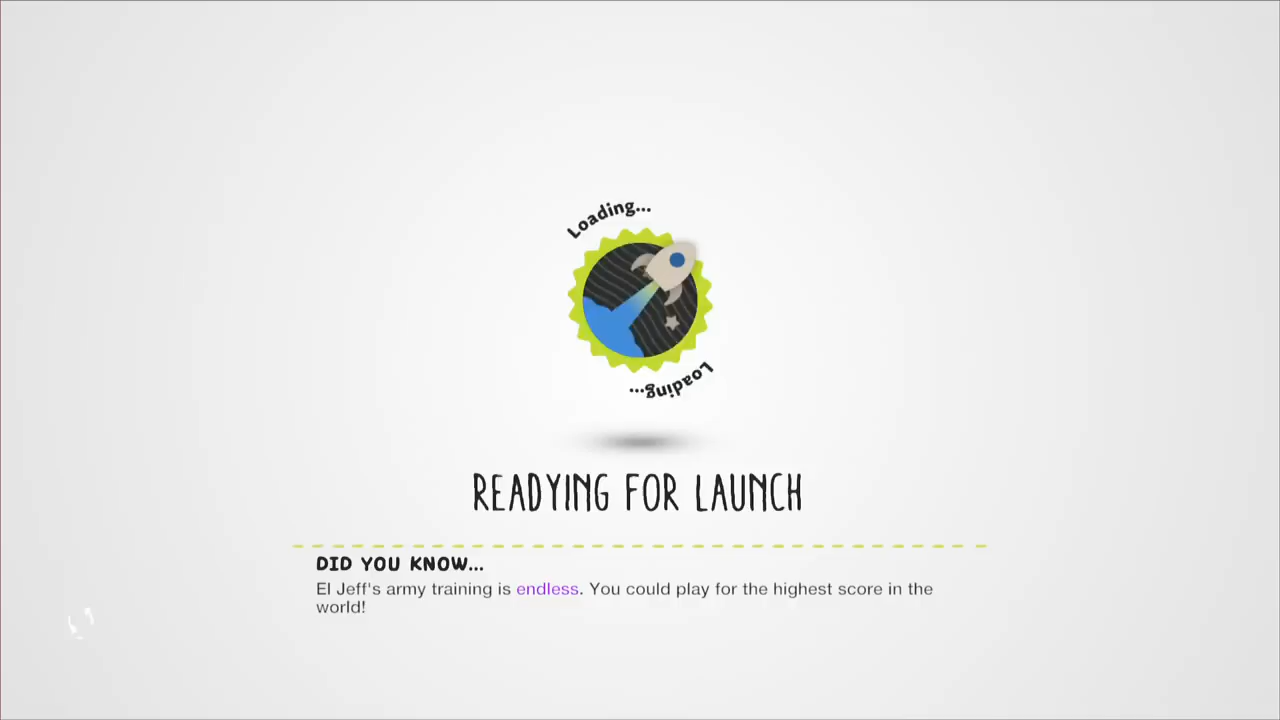 Loading...
Loading...
READYING FOR LAUNCH
DID YOU KNOW...
El Jeff's army training is endless. You could play for the highest score in the
world!